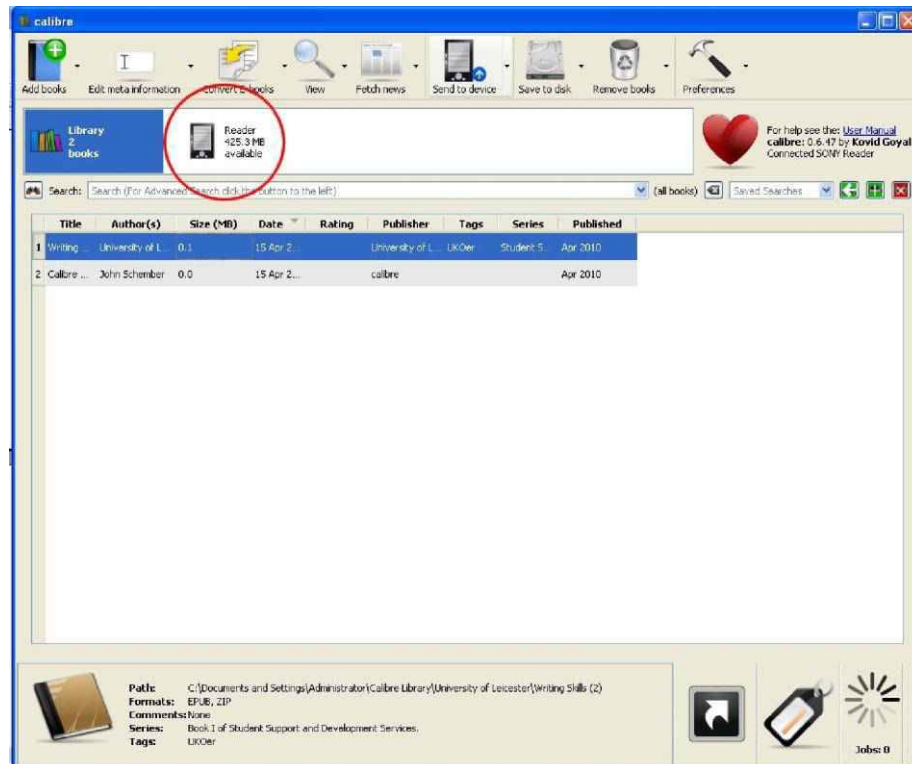 calibre
Add books Edit meta information Convert E-books View Fetch news Send to device Save to disk Remove books Preferences
Library
2
books
Reader
425.3 MB
available
For help see the: User Manual
calibre: 0.6.47 by Kovid Goyal
Connected SONY Reader
Search: Search (For Advanced Search click the button to the left) (all books) Saved Searches
Title Author(s) Size (MB) Date Rating Publisher Tags Series Published
1 Writing ... University of L... 0.1 15 Apr 2... University of L... UKOer Student S... Apr 2010
2 Calibre ... John Schember 0.0 15 Apr 2... calibre Apr 2010
Path: C:\Documents and Settings\Administrator\Calibre Library\University of Leicester\Writing Skills (2)
Formats: EPUB, ZIP
Comments: None
Series: Book I of Student Support and Development Services.
Tags: UKOer
Jobs: 0